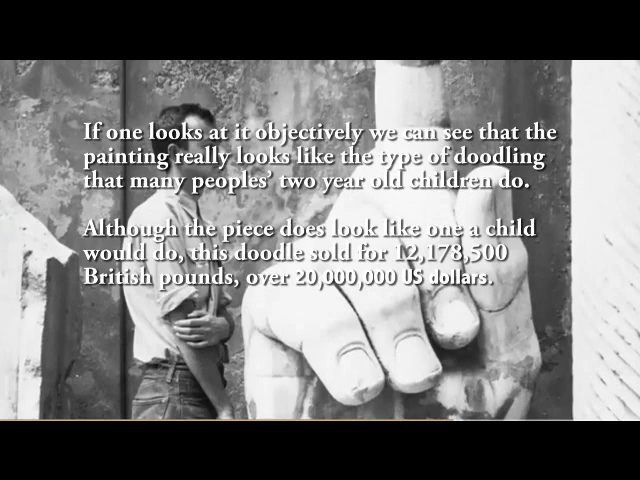 If one looks at it objectively we can see that the
painting really looks like the type of doodling
that many peoples' two year old children do.
Although the piece does look like one a child
would do, this doodle sold for 12,178,500
British pounds, over 20,000,000 US dollars.